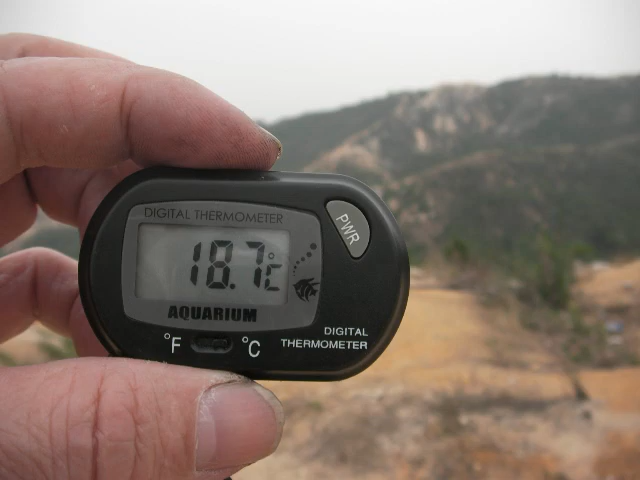 DIGITAL THERMOMETER
PWR
18.7°C
AQUARIUM
°F °C
DIGITAL
THERMOMETER